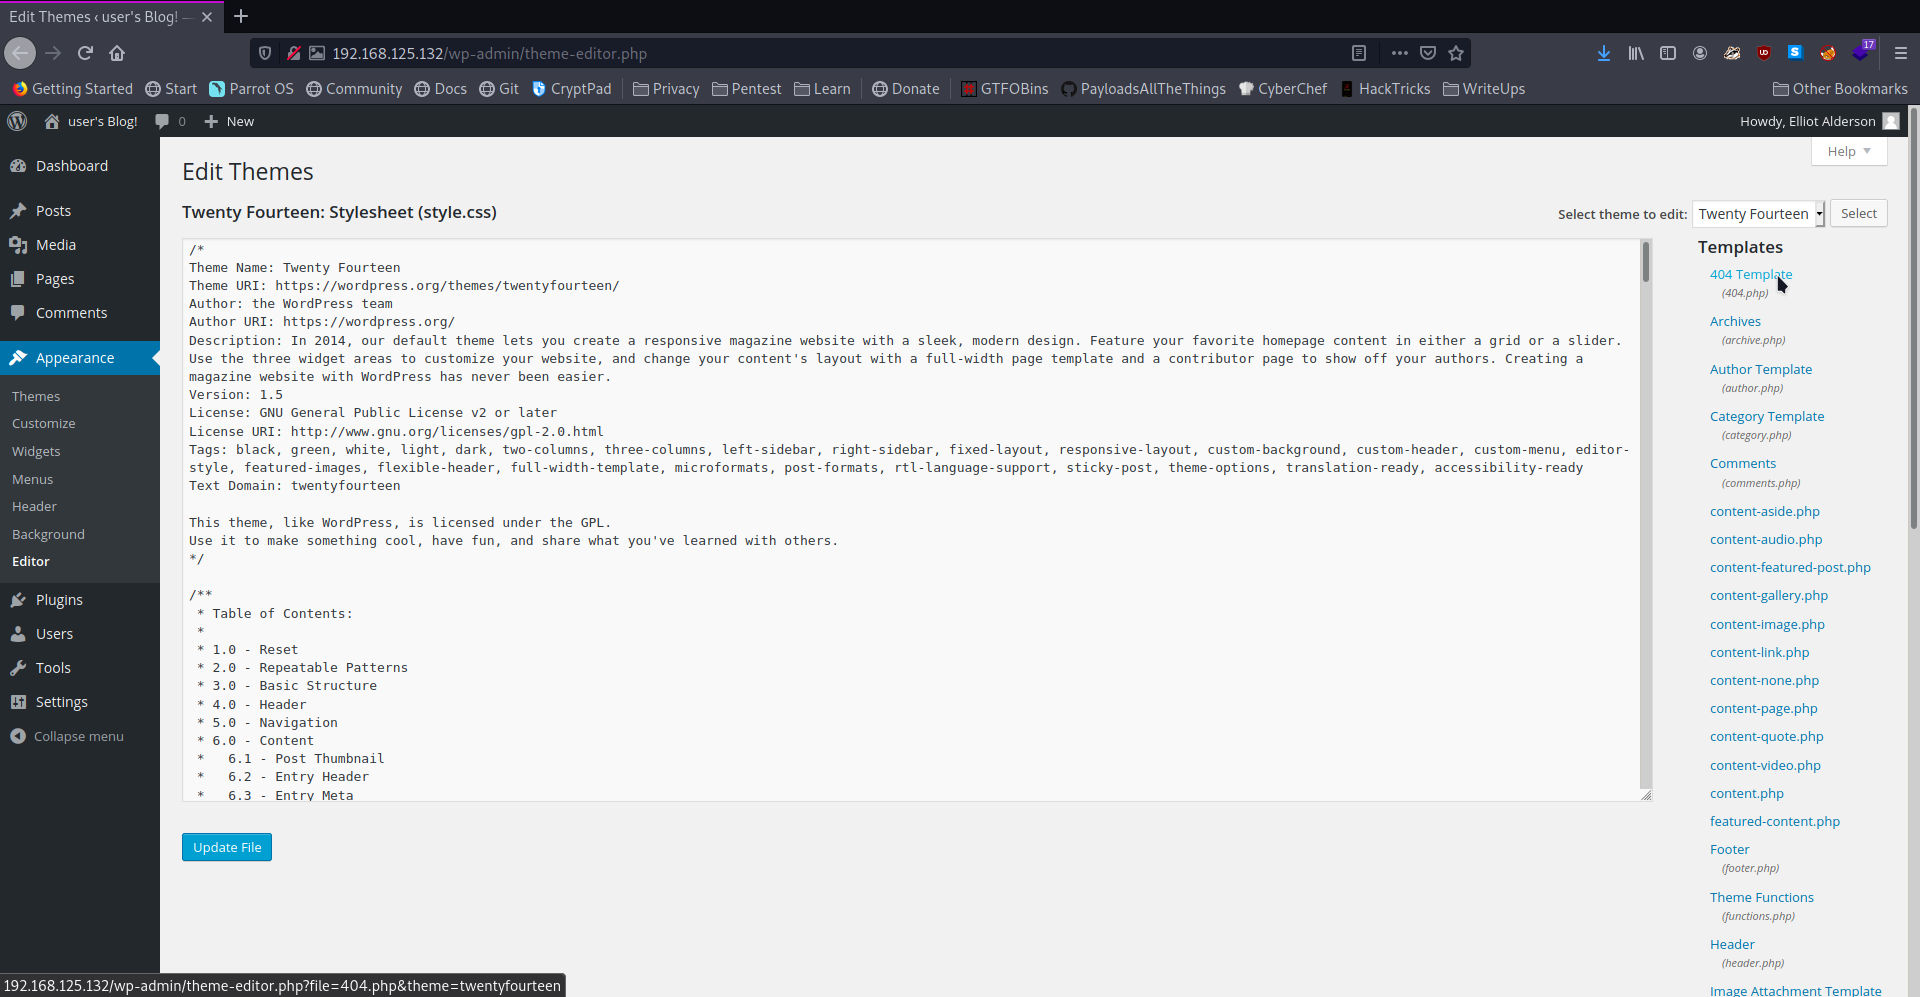 Edit Themes ‹ user's Blog! —
192.168.125.132/wp-admin/theme-editor.php
17
Getting Started Start Parrot OS Community Docs Git CryptPad Privacy Pentest Learn Donate GTFOBins PayloadsAllTheThings CyberChef HackTricks WriteUps Other Bookmarks
user's Blog! 0 New Howdy, Elliot Alderson
Help
Dashboard
Posts
Media
Pages
Comments
Appearance
Themes
Customize
Widgets
Menus
Header
Background
Editor
Plugins
Users
Tools
Settings
Collapse menu
Edit Themes
Twenty Fourteen: Stylesheet (style.css)
Select theme to edit: Twenty Fourteen Select
/*
Theme Name: Twenty Fourteen
Theme URI: https://wordpress.org/themes/twentyfourteen/
Author: the WordPress team
Author URI: https://wordpress.org/
Description: In 2014, our default theme lets you create a responsive magazine website with a sleek, modern design. Feature your favorite homepage content in either a grid or a slider.
Use the three widget areas to customize your website, and change your content's layout with a full-width page template and a contributor page to show off your authors. Creating a
magazine website with WordPress has never been easier.
Version: 1.5
License: GNU General Public License v2 or later
License URI: http://www.gnu.org/licenses/gpl-2.0.html
Tags: black, green, white, light, dark, two-columns, three-columns, left-sidebar, right-sidebar, fixed-layout, responsive-layout, custom-background, custom-header, custom-menu, editor-
style, featured-images, flexible-header, full-width-template, microformats, post-formats, rtl-language-support, sticky-post, theme-options, translation-ready, accessibility-ready
Text Domain: twentyfourteen
This theme, like WordPress, is licensed under the GPL.
Use it to make something cool, have fun, and share what you've learned with others.
*/
/**
* Table of Contents:
*
* 1.0 - Reset
* 2.0 - Repeatable Patterns
* 3.0 - Basic Structure
* 4.0 - Header
* 5.0 - Navigation
* 6.0 - Content
* 6.1 - Post Thumbnail
* 6.2 - Entry Header
* 6.3 - Entry Meta
Update File
Templates
404 Template
(404.php)
Archives
(archive.php)
Author Template
(author.php)
Category Template
(category.php)
Comments
(comments.php)
content-aside.php
content-audio.php
content-featured-post.php
content-gallery.php
content-image.php
content-link.php
content-none.php
content-page.php
content-quote.php
content-video.php
content.php
featured-content.php
Footer
(footer.php)
Theme Functions
(functions.php)
Header
(header.php)
Image Attachment Template
192.168.125.132/wp-admin/theme-editor.php?file=404.php&theme=twentyfourteen